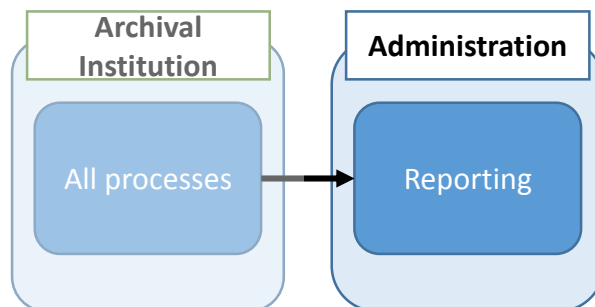 Archival
Institution
Administration
All processes
Reporting